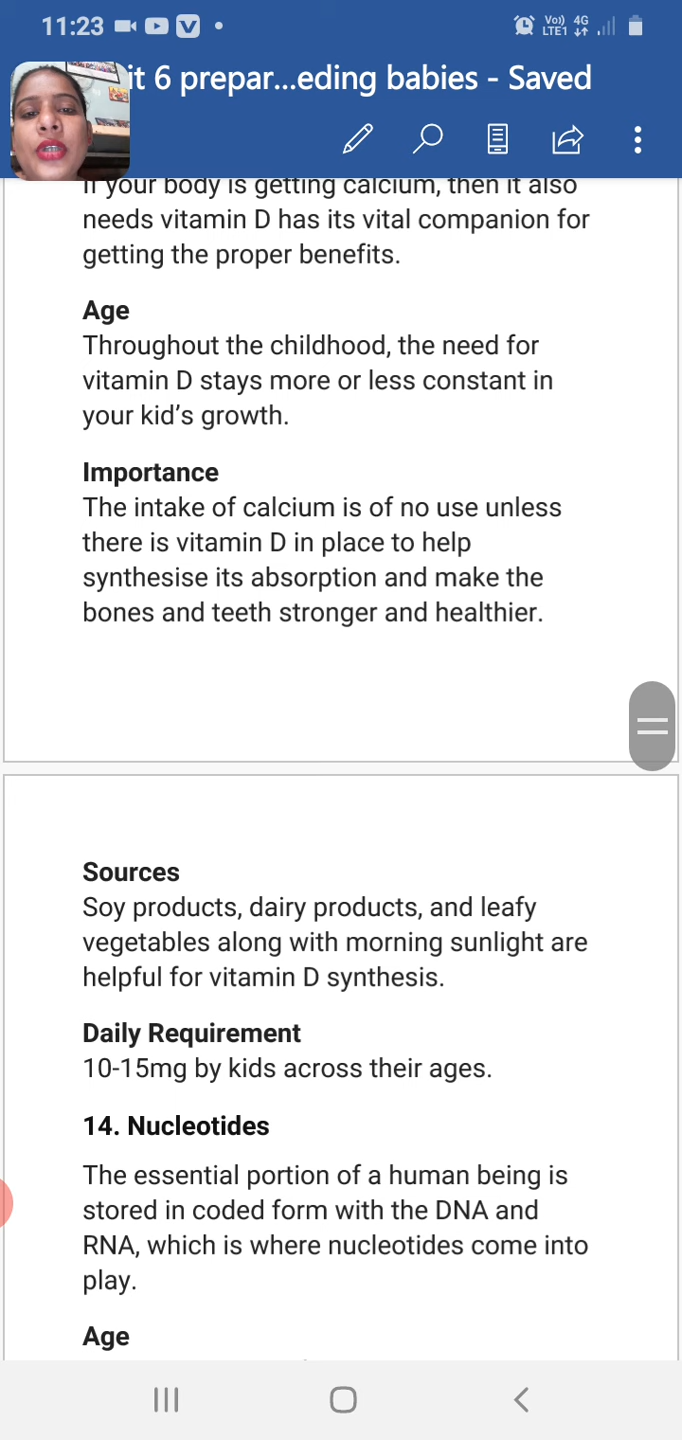 11:23
Vo)) 4G
LTE1
it 6 prepar...eding babies - Saved
If your body is getting calcium, then it also
needs vitamin D has its vital companion for
getting the proper benefits.
Age
Throughout the childhood, the need for
vitamin D stays more or less constant in
your kid’s growth.
Importance
The intake of calcium is of no use unless
there is vitamin D in place to help
synthesise its absorption and make the
bones and teeth stronger and healthier.
Sources
Soy products, dairy products, and leafy
vegetables along with morning sunlight are
helpful for vitamin D synthesis.
Daily Requirement
10-15mg by kids across their ages.
14. Nucleotides
The essential portion of a human being is
stored in coded form with the DNA and
RNA, which is where nucleotides come into
play.
Age